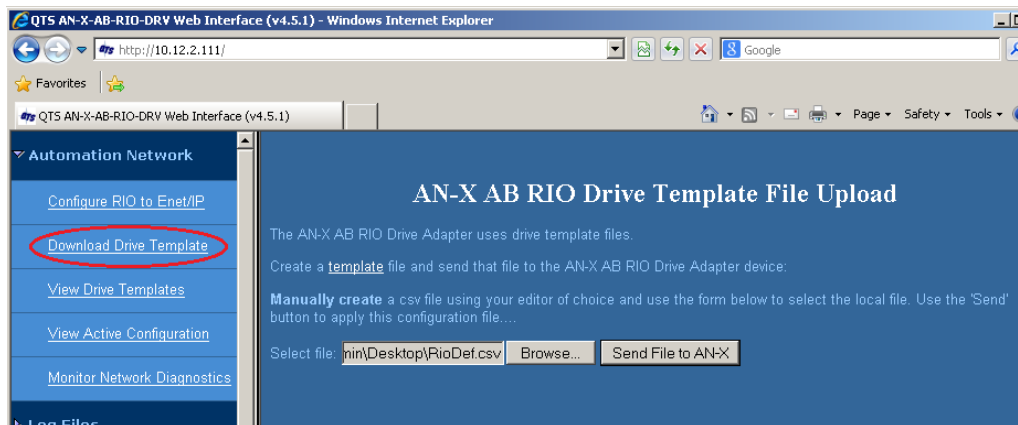 QTS AN-X-AB-RIO-DRV Web Interface (v4.5.1) - Windows Internet Explorer
http://10.12.2.111/
Google
Favorites
QTS AN-X-AB-RIO-DRV Web Interface (v4.5.1)
Page
Safety
Tools
Automation Network
Configure RIO to Enet/IP
Download Drive Template
View Drive Templates
View Active Configuration
Monitor Network Diagnostics
Log Files
AN-X AB RIO Drive Template File Upload
The AN-X AB RIO Drive Adapter uses drive template files.
Create a template file and send that file to the AN-X AB RIO Drive Adapter device:
Manually create a csv file using your editor of choice and use the form below to select the local file. Use the 'Send'
button to apply this configuration file....
Select file: nin\Desktop\RioDef.csv Browse... Send File to AN-X